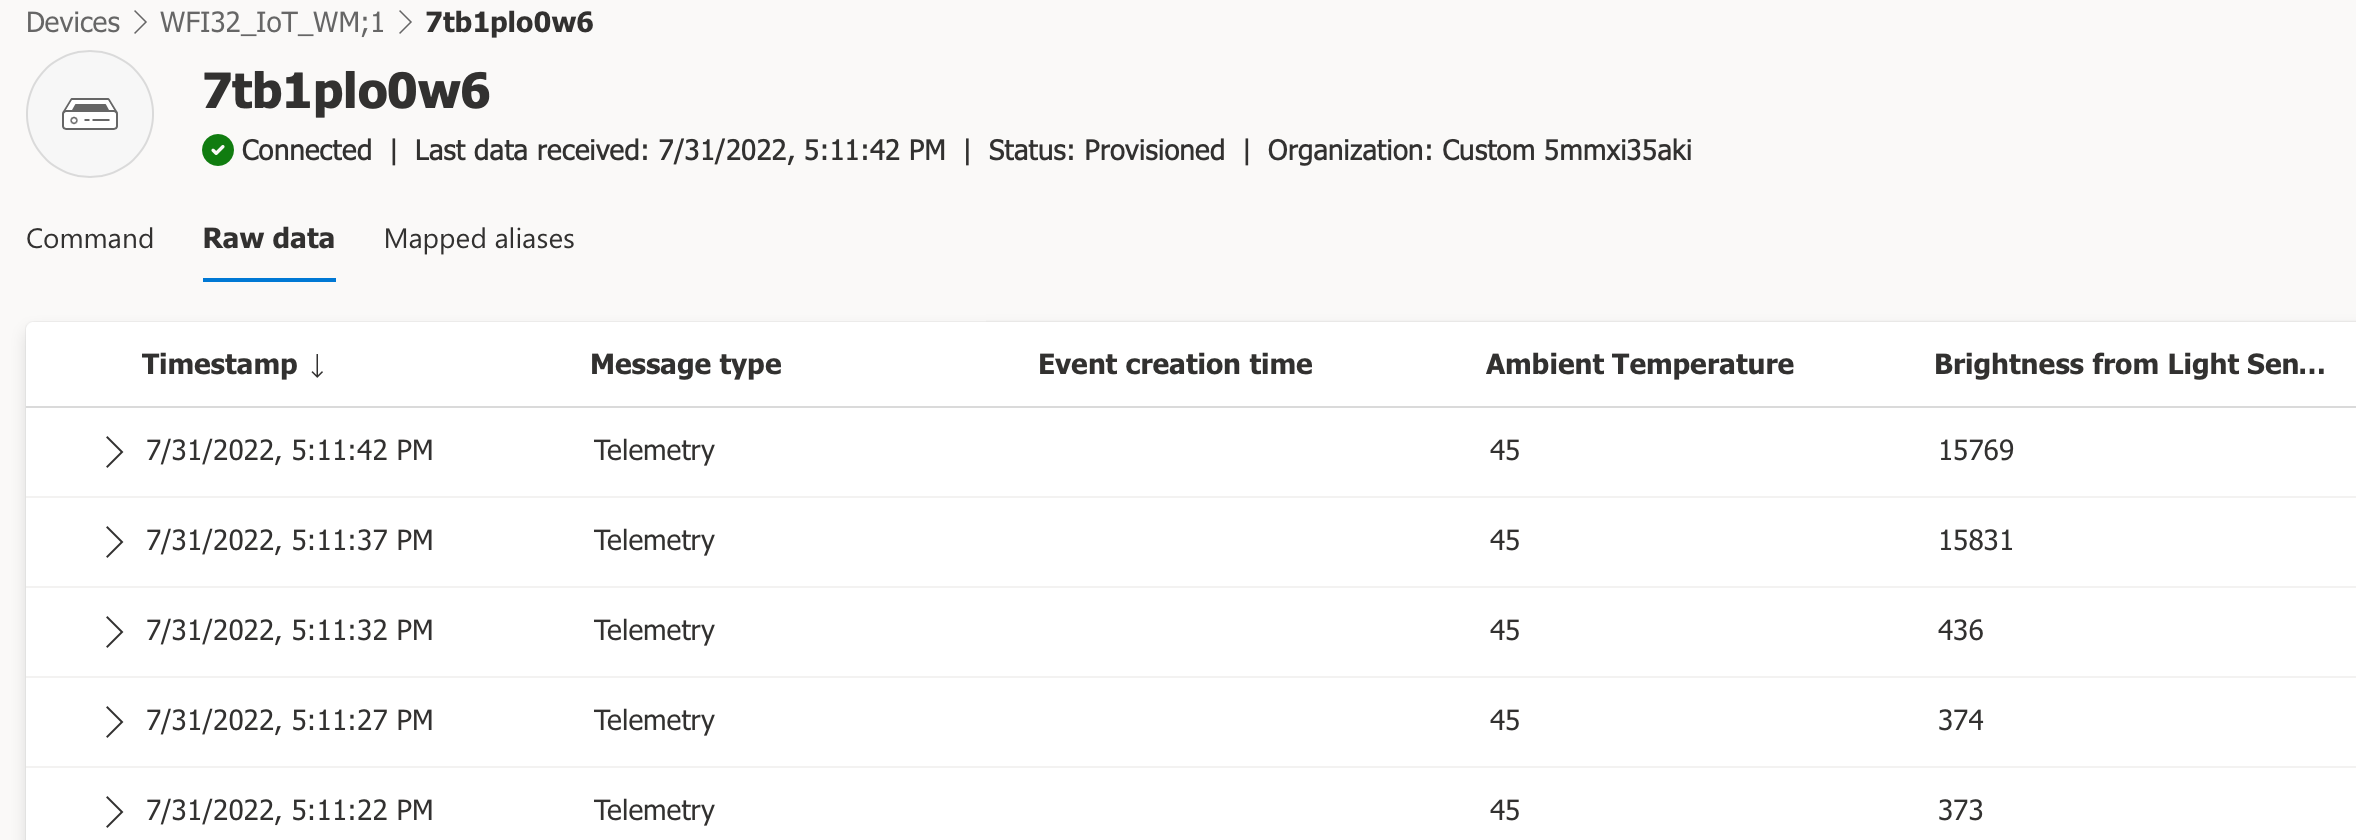 Devices > WFI32_IoT_WM;1 > 7tb1plo0w6
7tb1plo0w6
Connected | Last data received: 7/31/2022, 5:11:42 PM | Status: Provisioned | Organization: Custom 5mmxi35aki
Command Raw data Mapped aliases
Timestamp ↓ Message type Event creation time Ambient Temperature Brightness from Light Sen...
7/31/2022, 5:11:42 PM Telemetry 45 15769
7/31/2022, 5:11:37 PM Telemetry 45 15831
7/31/2022, 5:11:32 PM Telemetry 45 436
7/31/2022, 5:11:27 PM Telemetry 45 374
7/31/2022, 5:11:22 PM Telemetry 45 373